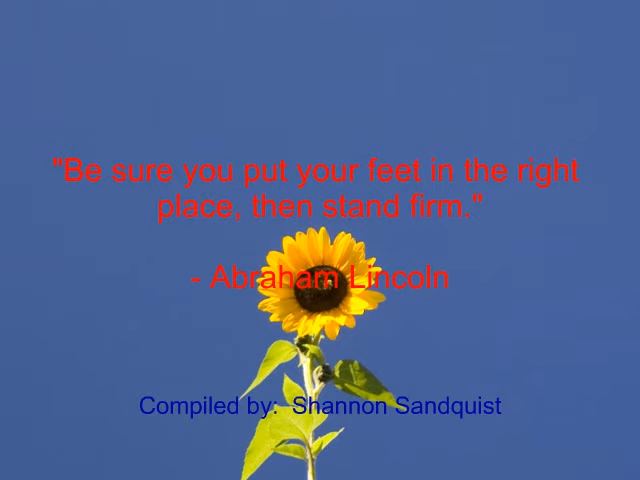 "Be sure you put your feet in the right
place, then stand firm."
- Abraham Lincoln
Compiled by:  Shannon Sandquist